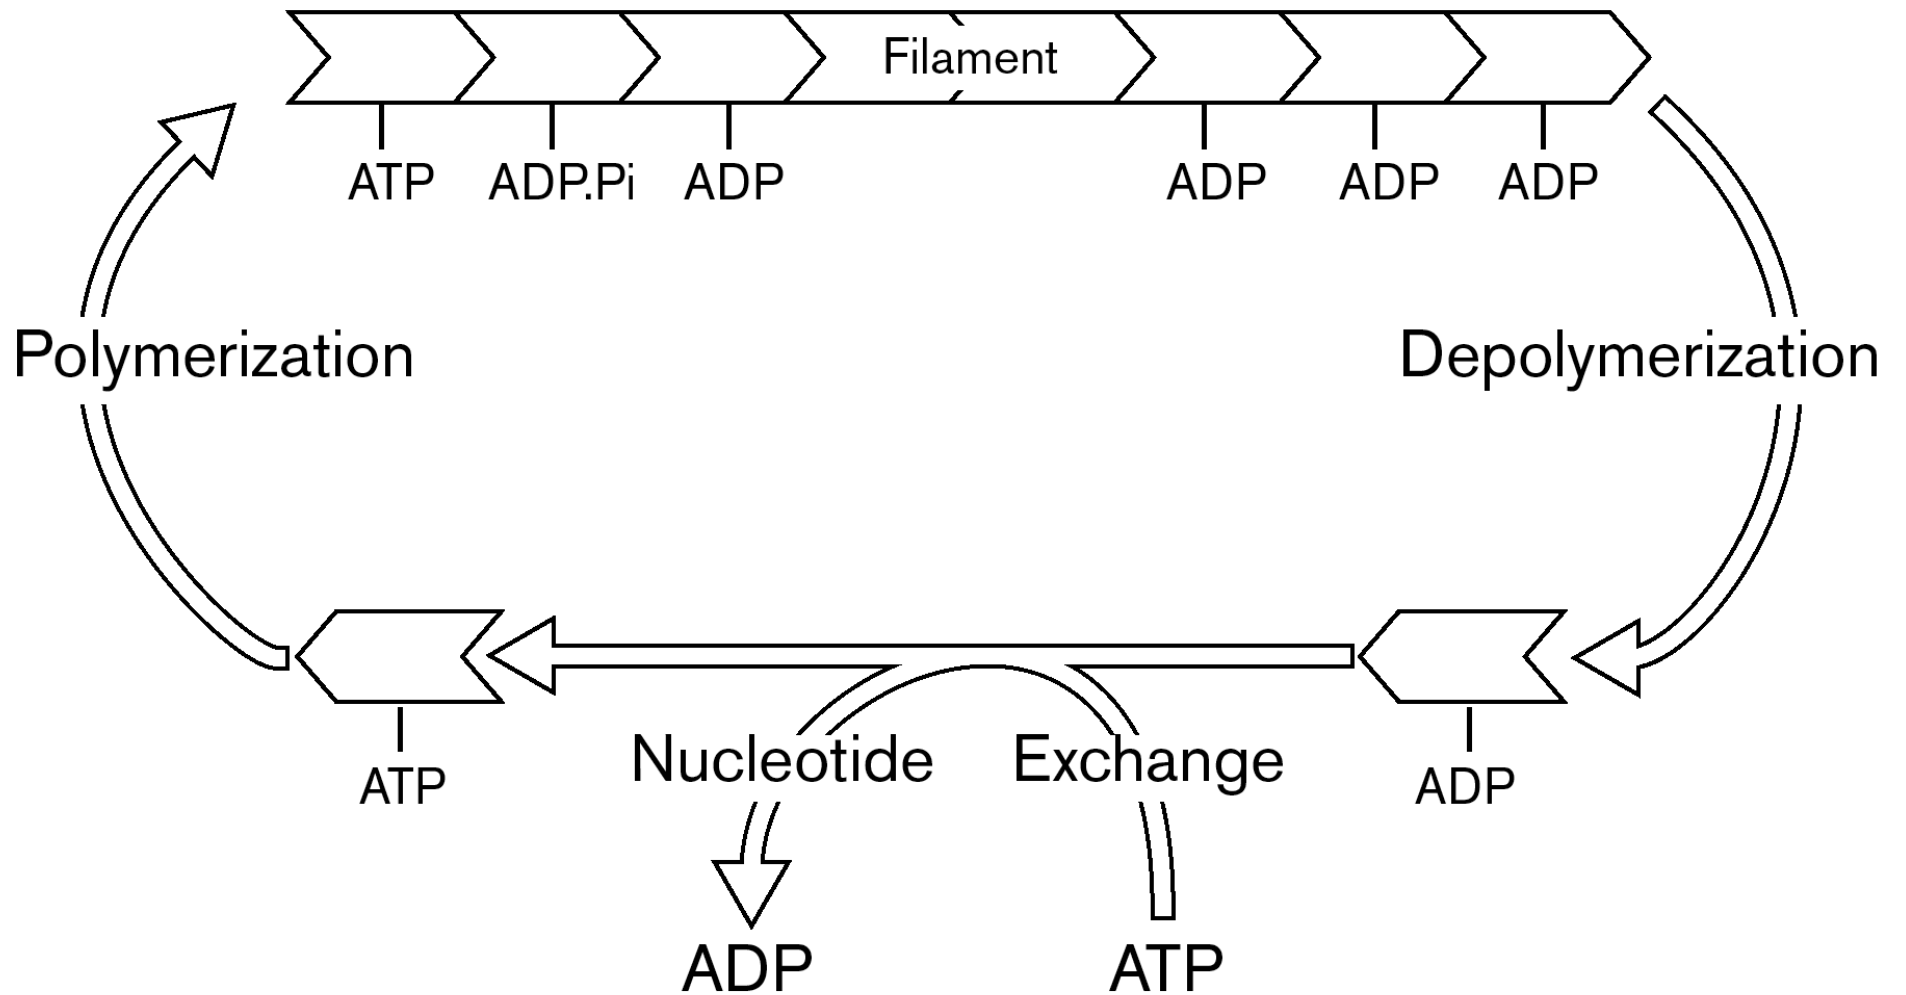 Filament
ATP ADP.Pi ADP ADP ADP ADP
Polymerization Depolymerization
Nucleotide Exchange
ATP ADP
ADP ATP